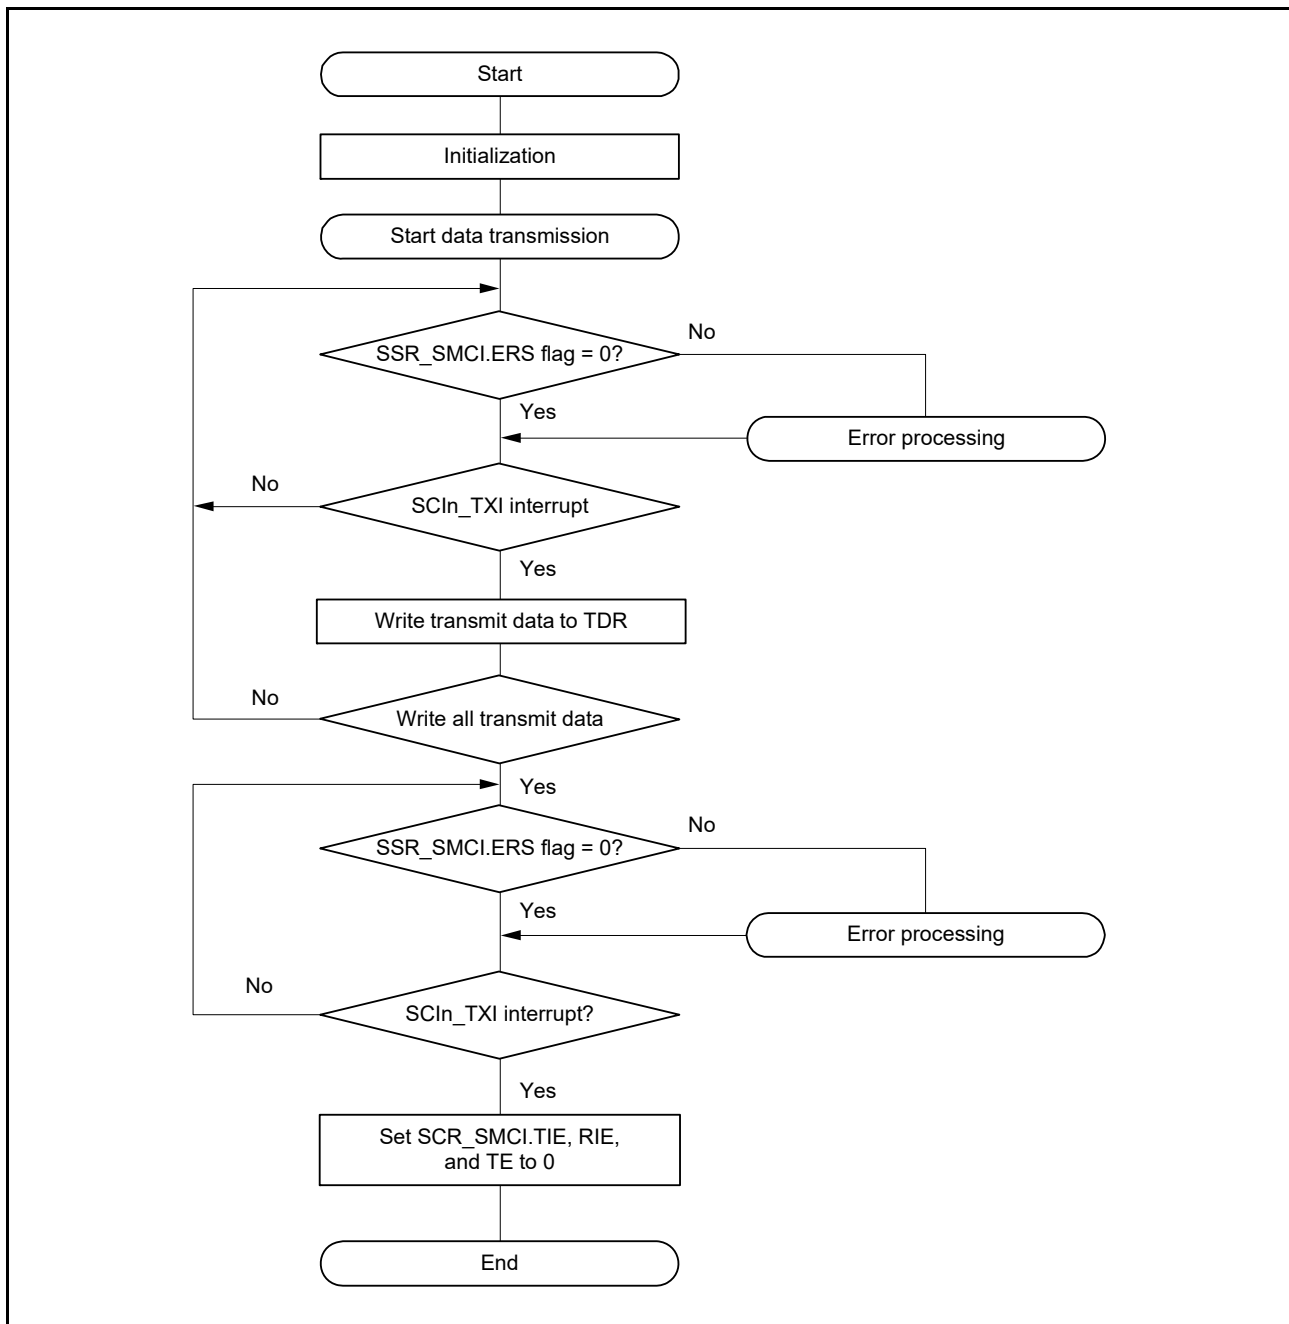 Start
Initialization
Start data transmission
SSR_SMCI.ERS flag = 0?
No
Yes
Error processing
No
SCIn_TXI interrupt
Yes
Write transmit data to TDR
No
Write all transmit data
Yes
SSR_SMCI.ERS flag = 0?
No
Yes
Error processing
No
SCIn_TXI interrupt?
Yes
Set SCR_SMCI.TIE, RIE,
and TE to 0
End